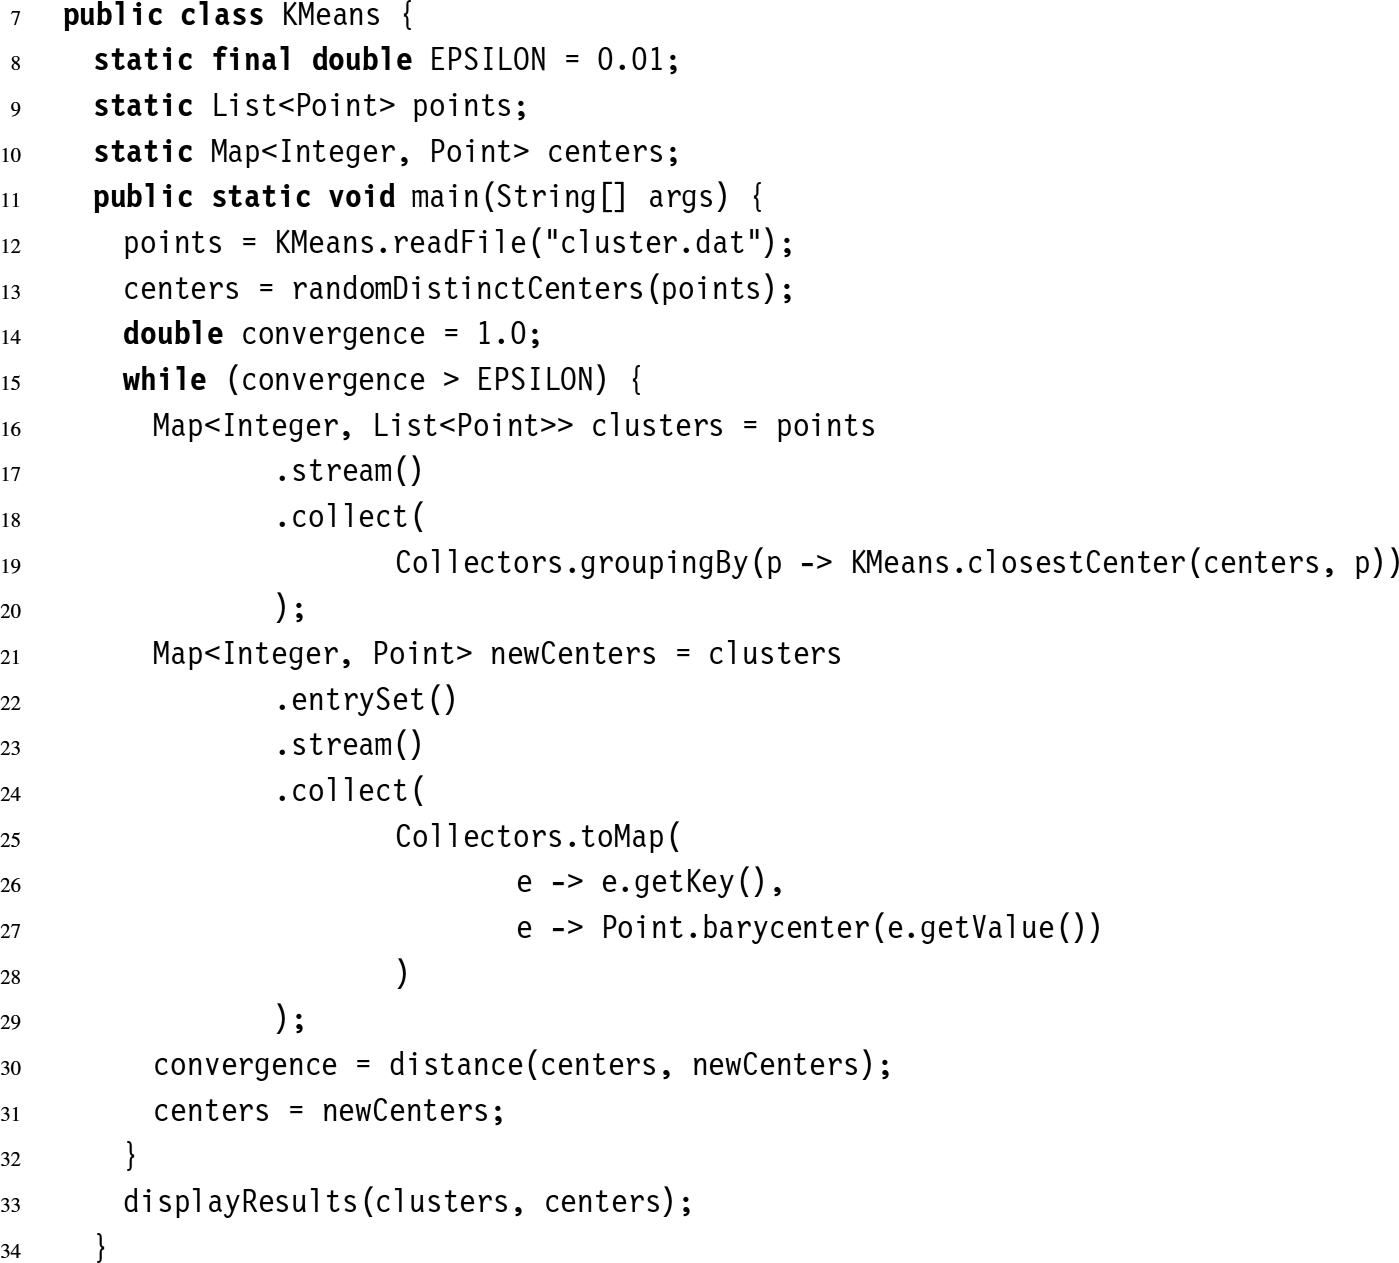 7 public class KMeans {
8 static final double EPSILON = 0.01;
9 static List<Point> points;
10 static Map<Integer, Point> centers;
11 public static void main(String[] args) {
12 points = KMeans.readFile("cluster.dat");
13 centers = randomDistinctCenters(points);
14 double convergence = 1.0;
15 while (convergence > EPSILON) {
16 Map<Integer, List<Point>> clusters = points
17 .stream()
18 .collect(
19 Collectors.groupingBy(p -> KMeans.closestCenter(centers, p))
20 );
21 Map<Integer, Point> newCenters = clusters
22 .entrySet()
23 .stream()
24 .collect(
25 Collectors.toMap(
26 e -> e.getKey(),
27 e -> Point.barycenter(e.getValue())
28 )
29 );
30 convergence = distance(centers, newCenters);
31 centers = newCenters;
32 }
33 displayResults(clusters, centers);
34 }